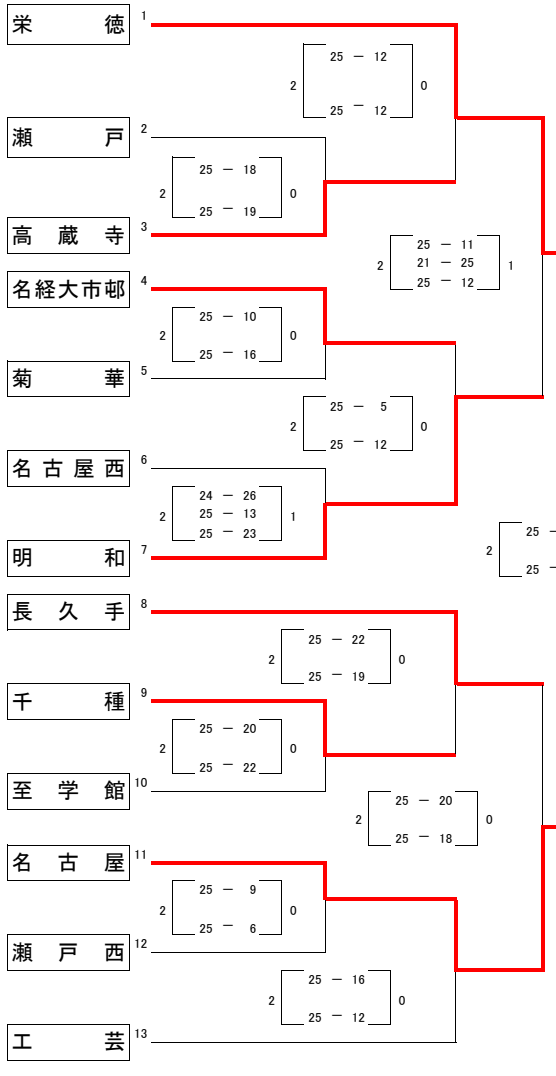 栄徳 1
25 － 12
2 0
25 － 12
瀬戸 2
25 － 18
2 0
25 － 19
高蔵寺 3
25 － 11
2 21 － 25 1
25 － 12
名経大市邨 4
25 － 10
2 0
25 － 16
菊華 5
25 － 5
2 0
25 － 12
名古屋西 6
24 － 26
2 25 － 13 1
25 － 23
明和 7
25 －
2
25 －
長久手 8
25 － 22
2 0
25 － 19
千種 9
25 － 20
2 0
25 － 22
至学館 10
25 － 20
2 0
25 － 18
名古屋 11
25 － 9
2 0
25 － 6
瀬戸西 12
25 － 16
2 0
25 － 12
工芸 13